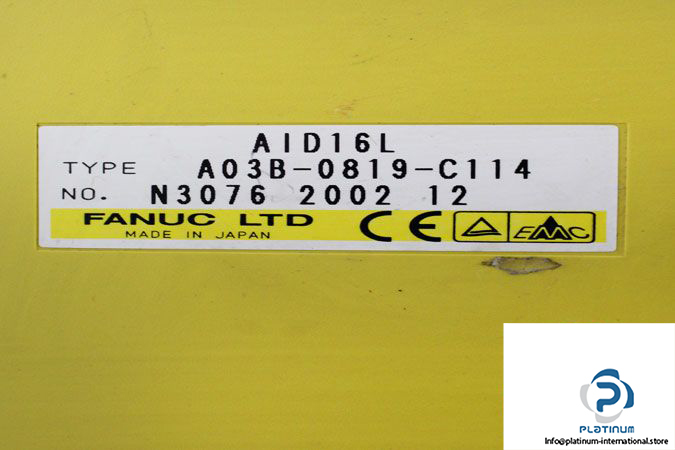 AID16L
TYPE A03B-0819-C114
NO. N3076 2002 12
FANUC LTD
MADE IN JAPAN
CE
EMC
P
PLATINUM
Info@platinum-international.store